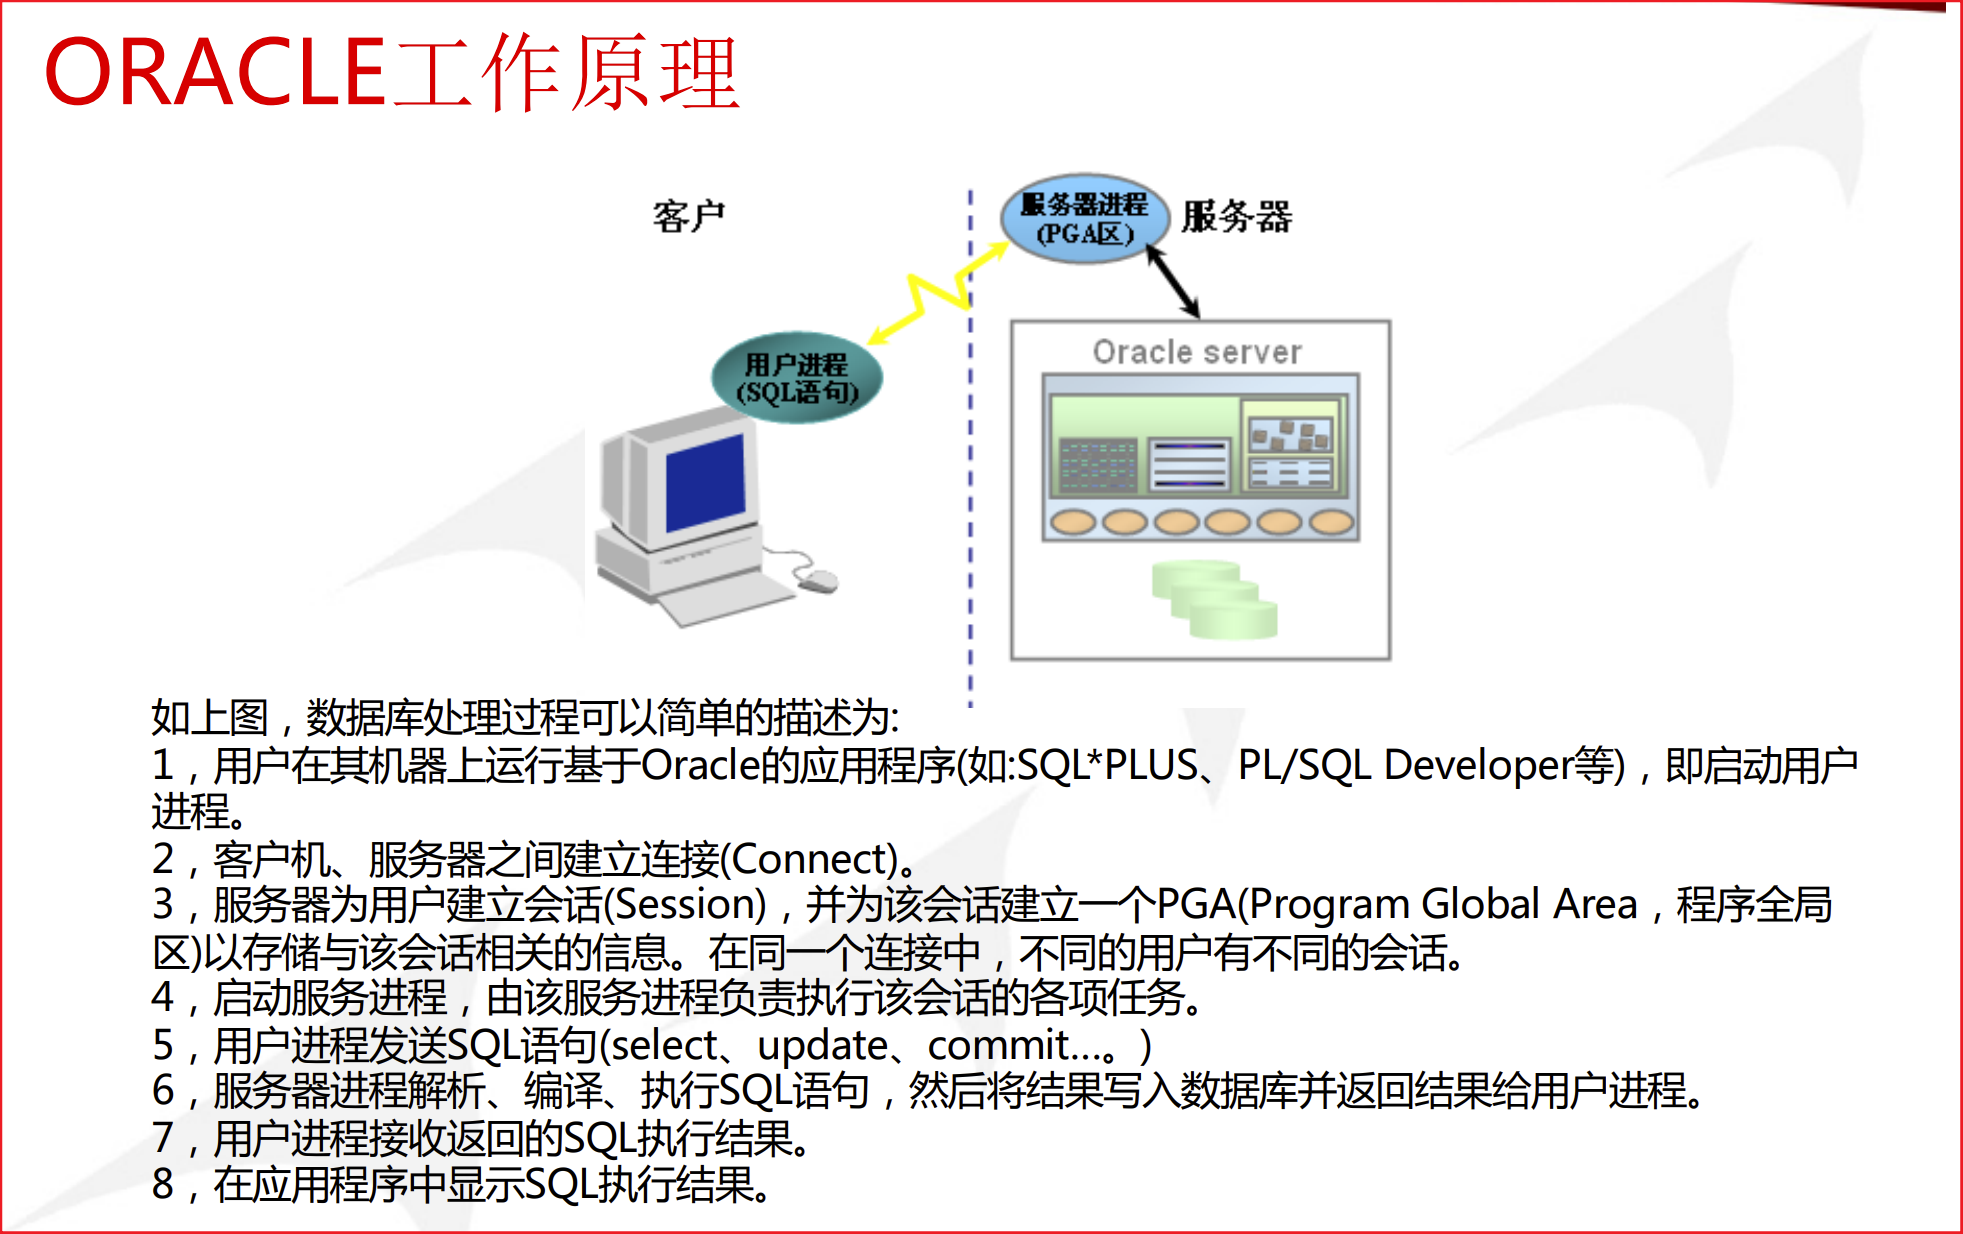 ORACLE工作原理
客户
服务器进程
(PGA区)
服务器
用户进程
(SQL语句)
Oracle server
如上图，数据库处理过程可以简单的描述为:
1，用户在其机器上运行基于Oracle的应用程序(如:SQL*PLUS、PL/SQL Developer等)，即启动用户
进程。
2，客户机、服务器之间建立连接(Connect)。
3，服务器为用户建立会话(Session)，并为该会话建立一个PGA(Program Global Area，程序全局
区)以存储与该会话相关的信息。在同一个连接中，不同的用户有不同的会话。
4，启动服务进程，由该服务进程负责执行该会话的各项任务。
5，用户进程发送SQL语句(select、update、commit…。)
6，服务器进程解析、编译、执行SQL语句，然后将结果写入数据库并返回结果给用户进程。
7，用户进程接收返回的SQL执行结果。
8，在应用程序中显示SQL执行结果。